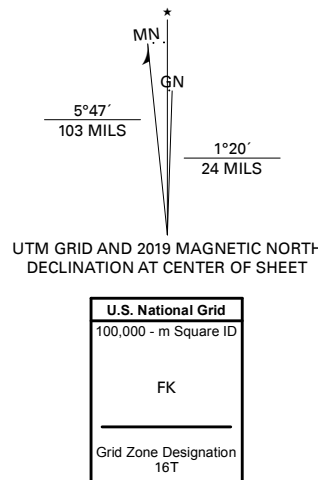 ★
MN
GN
5°47´
103 MILS
1°20´
24 MILS
UTM GRID AND 2019 MAGNETIC NORTH
DECLINATION AT CENTER OF SHEET
U.S. National Grid
100,000 - m Square ID
FK
Grid Zone Designation
16T